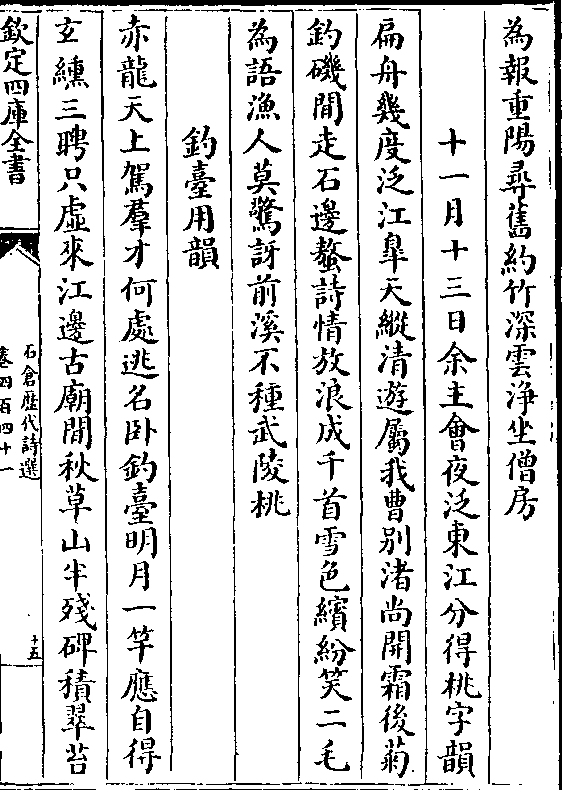 為報重陽尋舊約竹深雲浄坐僧房
十一月十三日余主會夜泛東江分得桃字韻
扁舟幾度泛江臯天縱清遊屬我曹别渚尚開霜後菊
釣磯間走石邊螯詩情放浪成千首雪色繽紛笑二毛
為語漁人莫驚訝前溪不種武陵桃
釣臺用韻
赤龍天上駕羣才何處逃名卧釣臺明月一竿應自得
玄纁三聘只虚來江邊古廟間秋草山半殘碑積翠苔
欽定四庫全書
石倉歷代詩選
卷四百四十一
十五